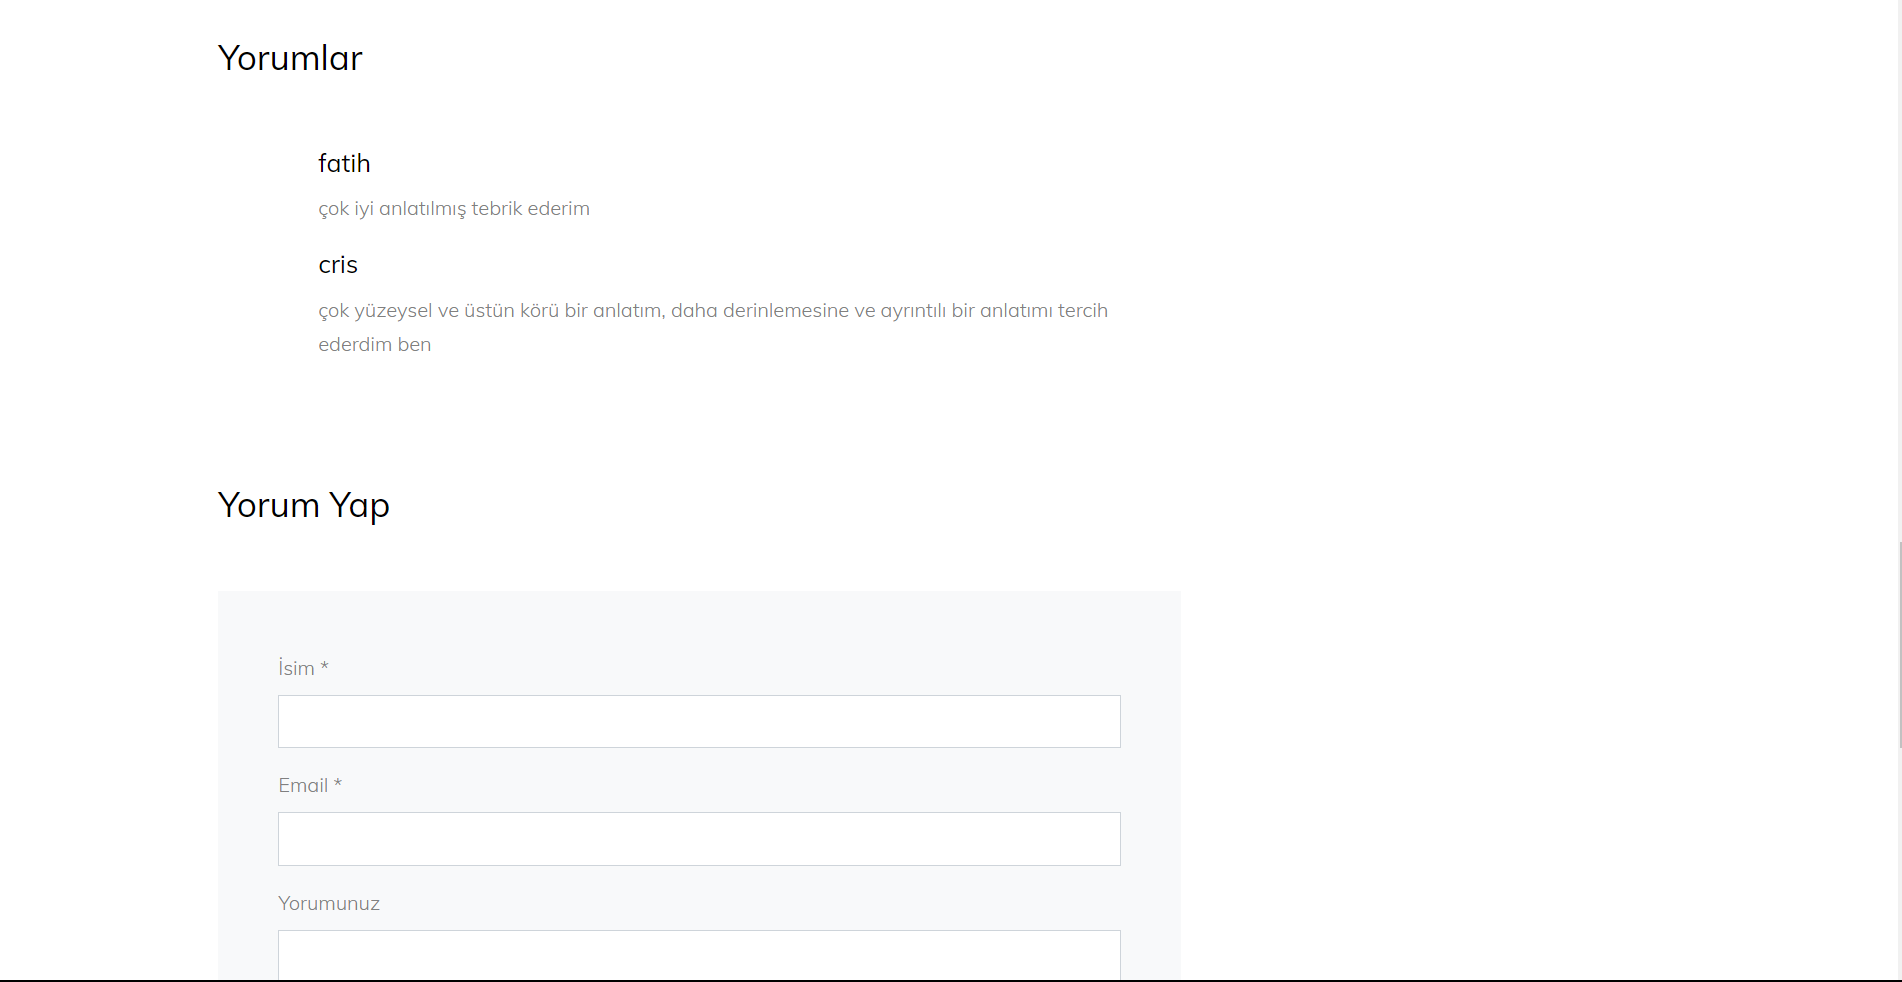 Yorumlar
fatih
çok iyi anlatılmış tebrik ederim
cris
çok yüzeysel ve üstün körü bir anlatım, daha derinlemesine ve ayrıntılı bir anlatımı tercih
ederdim ben
Yorum Yap
İsim *
Email *
Yorumunuz